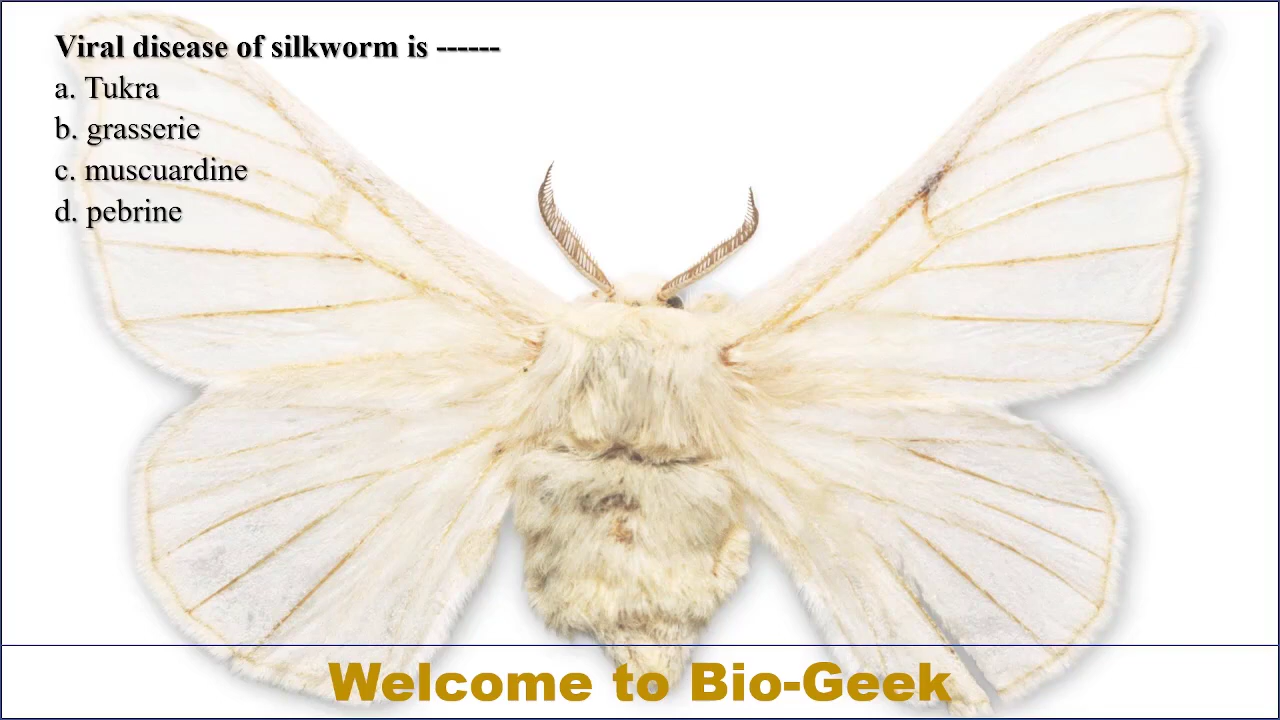 Viral disease of silkworm is ------
a. Tukra
b. grasserie
c. muscuardine
d. pebrine
Welcome to Bio-Geek